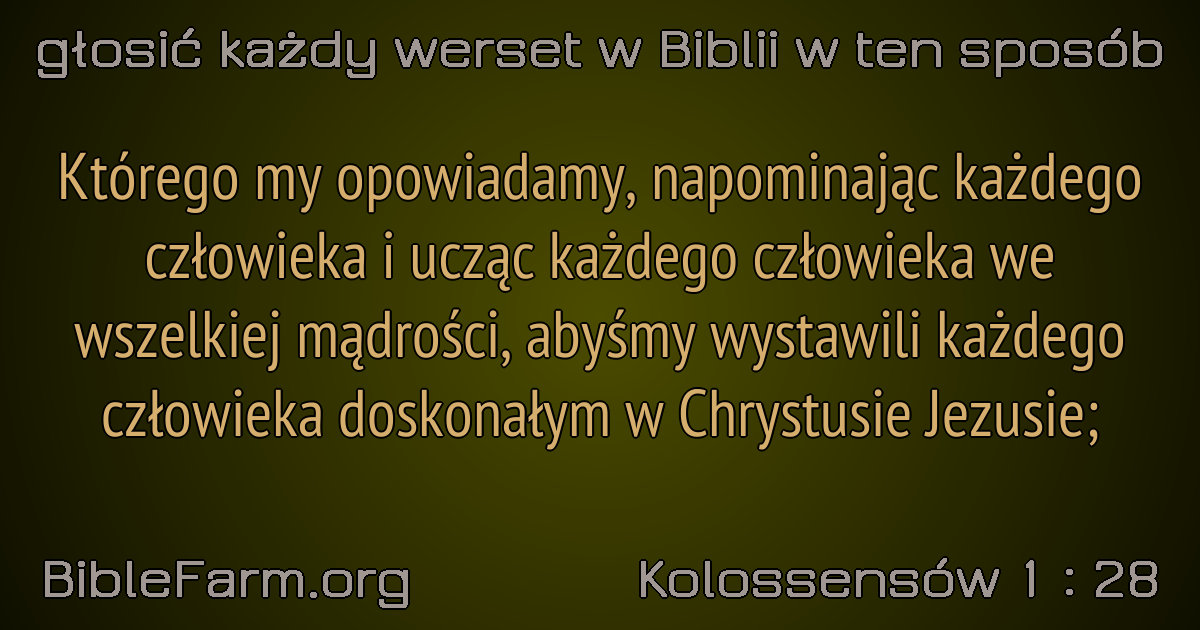 głosić każdy werset w Biblii w ten sposób
Którego my opowiadamy, napominając każdego
człowieka i ucząc każdego człowieka we
wszelkiej mądrości, abyśmy wystawili każdego
człowieka doskonałym w Chrystusie Jezusie;
BibleFarm.org
Kolossensów 1 : 28